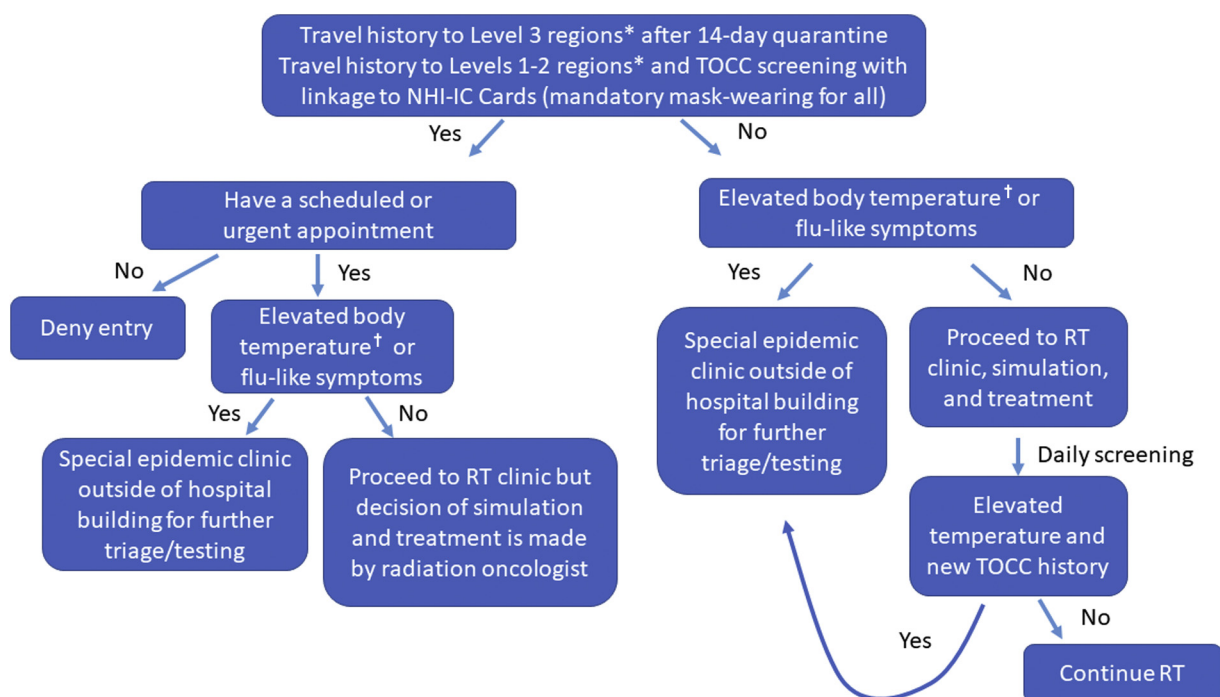 Travel history to Level 3 regions* after 14-day quarantine
Travel history to Levels 1-2 regions* and TOCC screening with
linkage to NHI-IC Cards (mandatory mask-wearing for all)
Yes
No
Have a scheduled or
urgent appointment
Elevated body temperature† or
flu-like symptoms
No
Yes
Yes
No
Deny entry
Elevated body
temperature† or
flu-like symptoms
Special epidemic
clinic outside of
hospital building
for further
triage/testing
Proceed to RT
clinic, simulation,
and treatment
Yes
No
Daily screening
Special epidemic clinic
outside of hospital
building for further
triage/testing
Proceed to RT clinic but
decision of simulation
and treatment is made
by radiation oncologist
Elevated
temperature and
new TOCC history
Yes
No
Continue RT